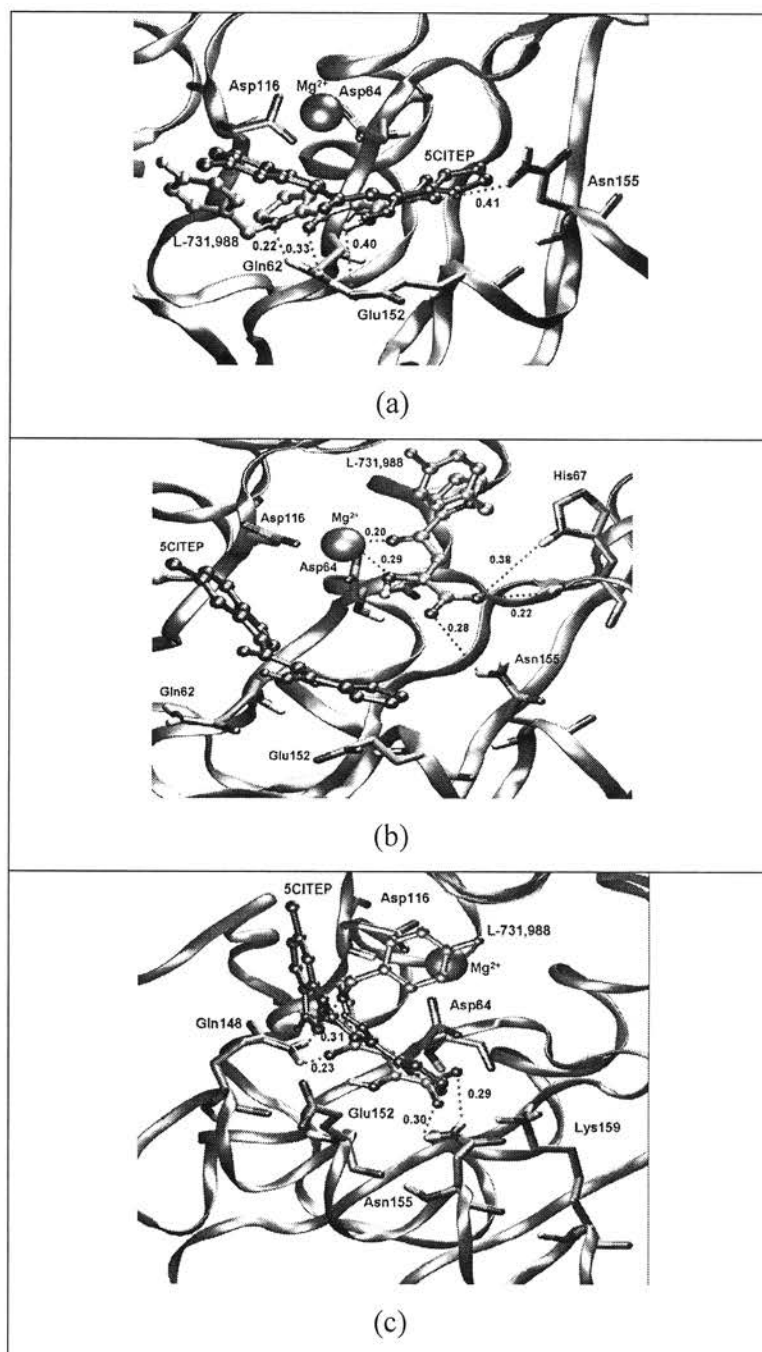 Asp116
Mg2+
Asp64
5CITEP
Asn155
0.41
L-731,988
0.22
0.33
0.40
Gln62
Glu152
(a)
L-731,988
His67
Asp116
Mg2+
0.20
5CITEP
0.29
0.38
Asp64
0.22
0.28
Asn155
Gln62
Glu152
(b)
5CITEP
Asp116
L-731,988
Mg2+
Asp64
Gln148
0.31
0.23
0.29
Glu152
0.30
Lys159
Asn155
(c)